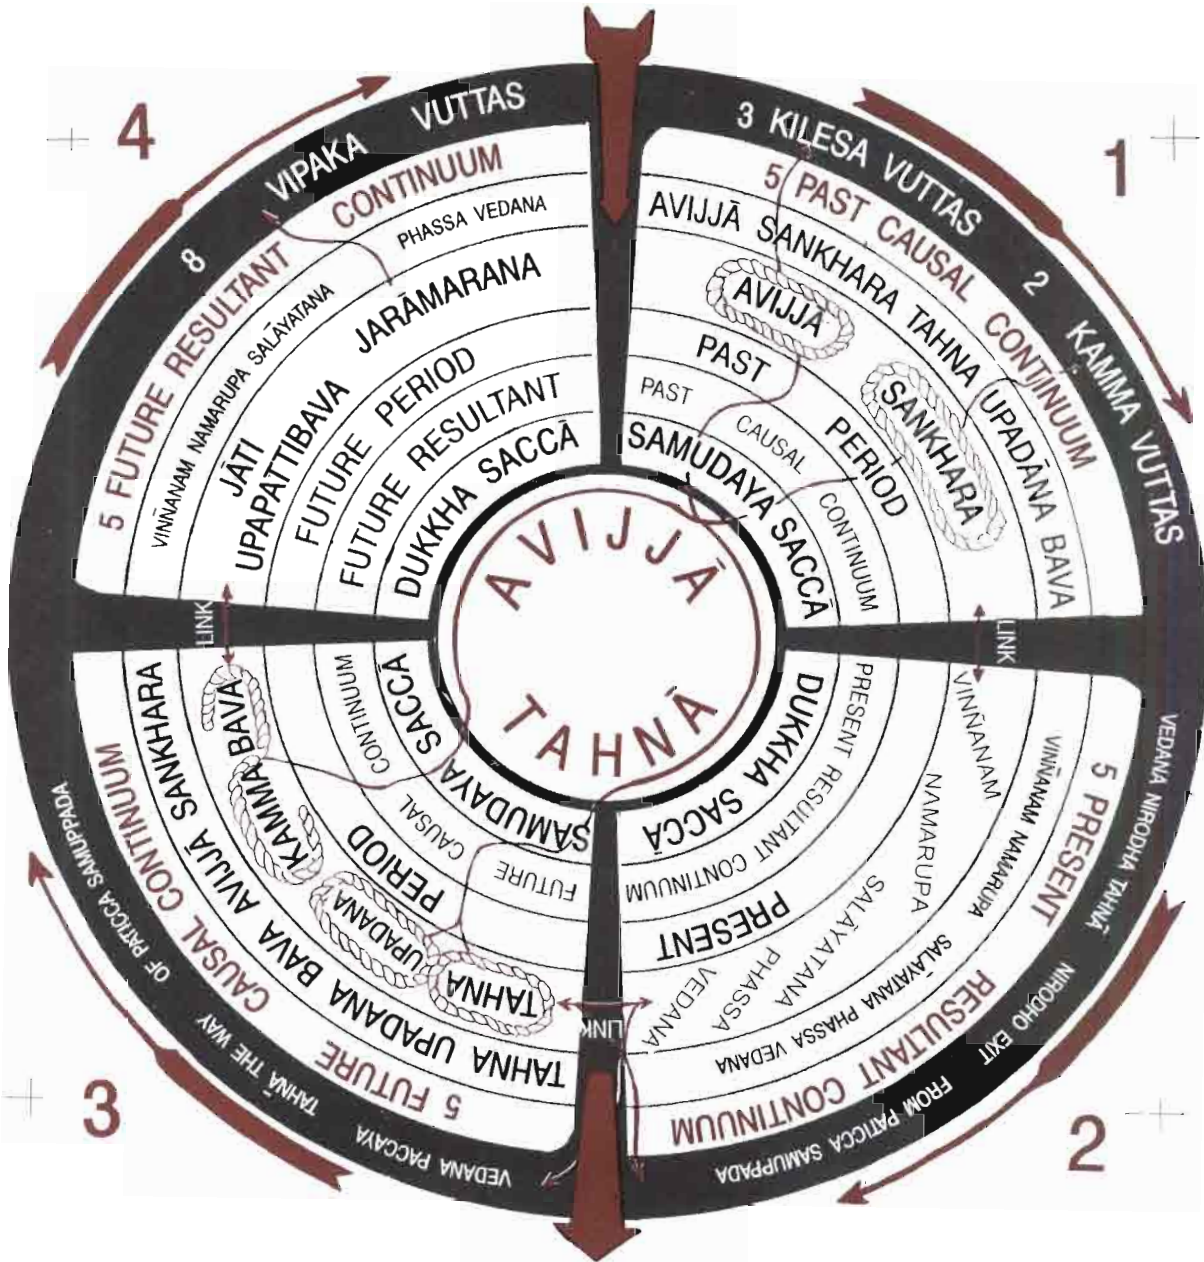 4
1
3
2
3 KILESA VUTTAS 2 KAMMA VUTTAS
5 PAST CAUSAL CONTINUUM
AVIJJĀ SANKHARA TAHNA UPADĀNA BAVA
AVIJJĀ
SANKHARA
PAST PERIOD
PAST CAUSAL CONTINUUM
SAMUDAYA SACCĀ
LINK
VEDANA NIRODHA TAHNĀ NIRODHO EXIT FROM PATICCA SAMUPPADA
5 PRESENT RESULTANT CONTINUUM
VINÑANAM NAMARUPA SALĀYATANA PHASSA VEDANA
VINÑANAM
NAMARUPA
SALĀYATANA
PHASSA
VEDANA
PRESENT
PRESENT RESULTANT CONTINUUM
DUKKHA SACCĀ
LINK
VEDANA PACCAYA TAHNĀ THE WAY OF PATICCA SAMUPPADA
5 FUTURE CAUSAL CONTINUUM
TAHNA UPADANA BAVA AVIJJĀ SANKHARA
TAHNA
UPADANA
KAMMA BAVA
PERIOD
FUTURE CAUSAL CONTINUUM
SAMUDAYA SACCĀ
LINK
8 VIPAKA VUTTAS
5 FUTURE RESULTANT CONTINUUM
VINÑANAM NAMARUPA SALĀYATANA PHASSA VEDANA
JĀTI JARĀMARANA
UPAPATTIBAVA
FUTURE PERIOD
FUTURE RESULTANT
DUKKHA SACCĀ
AVIJJĀ
TAHNĀ